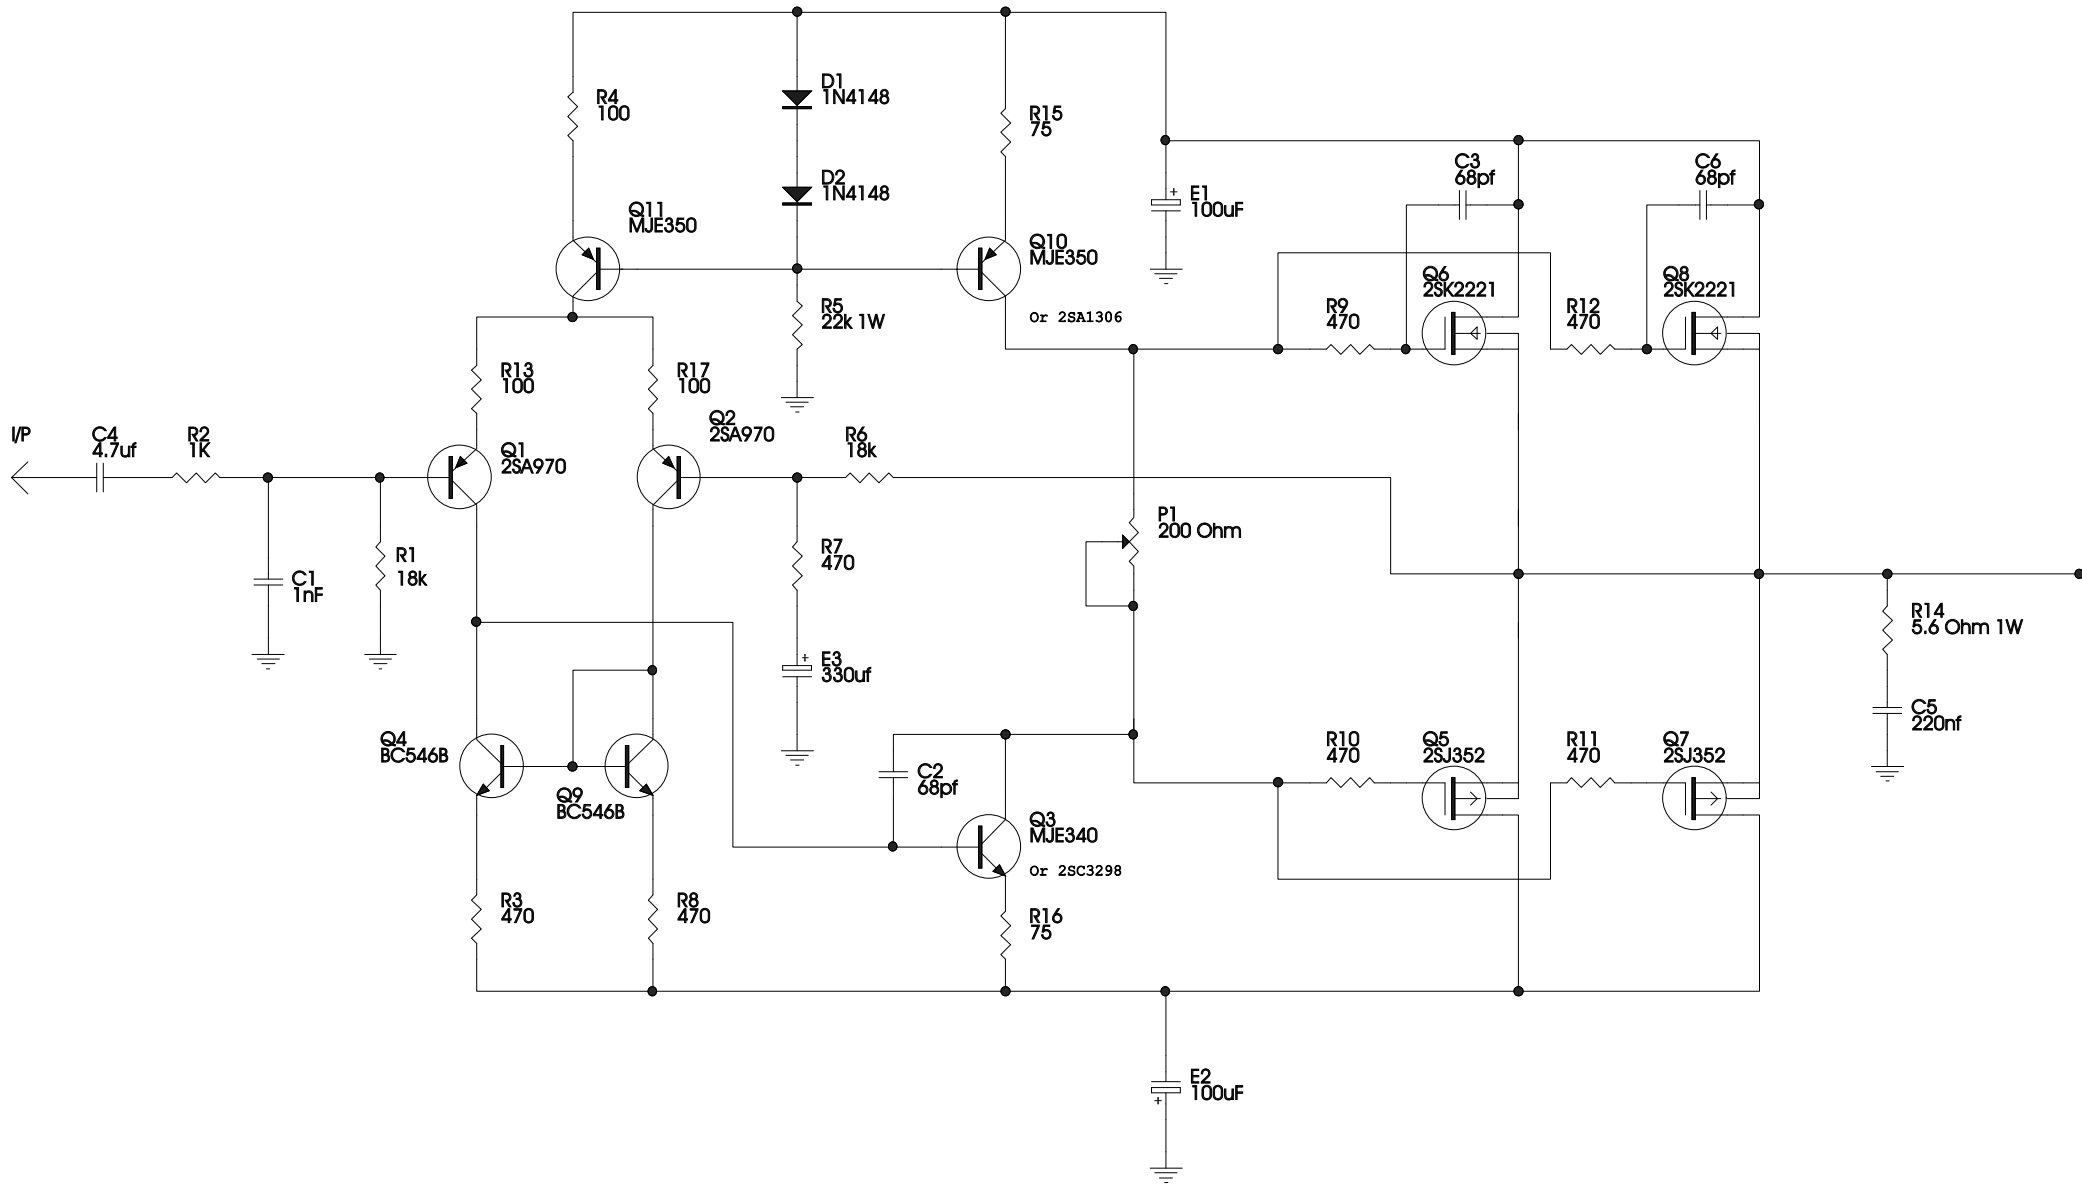 D1
1N4148
R4
100
R15
75
C3
68pf
C6
68pf
D2
1N4148
E1
100uF
+
Q11
MJE350
Q10
MJE350
Or 2SA1306
Q6
2SK2221
Q8
2SK2221
R5
22k 1W
R9
470
R12
470
R13
100
R17
100
I/P
C4
4.7uf
R2
1K
Q1
2SA970
Q2
2SA970
R6
18k
P1
200 Ohm
R7
470
R1
18k
C1
1nF
R14
5.6 Ohm 1W
+
E3
330uf
C5
220nf
Q4
BC546B
Q9
BC546B
C2
68pf
R10
470
Q5
2SJ352
R11
470
Q7
2SJ352
Q3
MJE340
Or 2SC3298
R3
470
R8
470
R16
75
E2
100uF
+